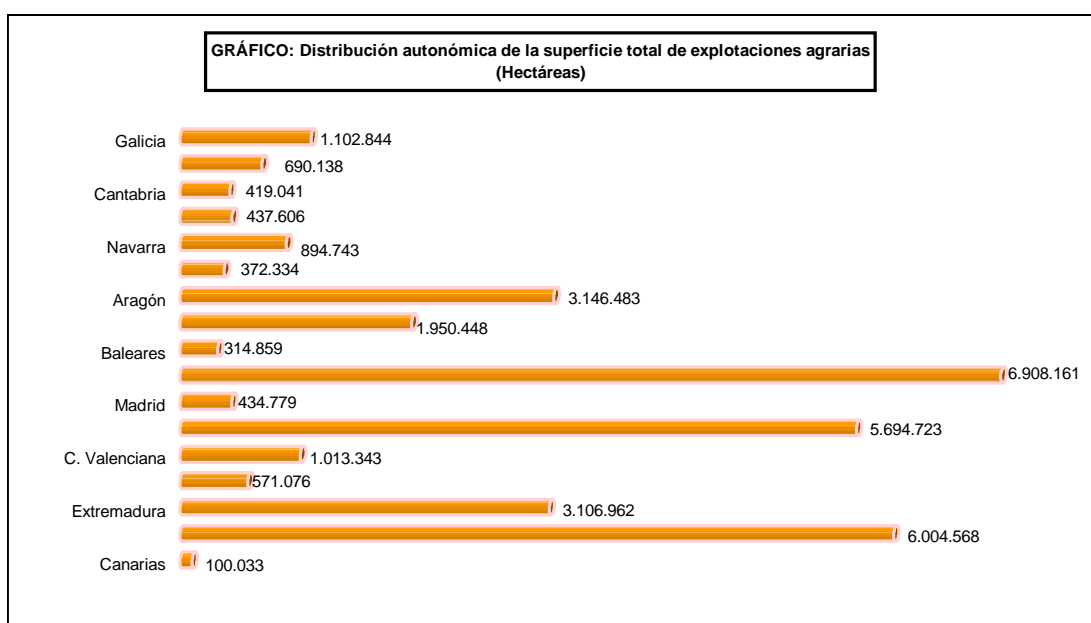 GRÁFICO: Distribución autonómica de la superficie total de explotaciones agrarias
(Hectáreas)
Galicia 1.102.844
690.138
Cantabria 419.041
437.606
Navarra 894.743
372.334
Aragón 3.146.483
1.950.448
Baleares 314.859
6.908.161
Madrid 434.779
5.694.723
C. Valenciana 1.013.343
571.076
Extremadura 3.106.962
6.004.568
Canarias 100.033